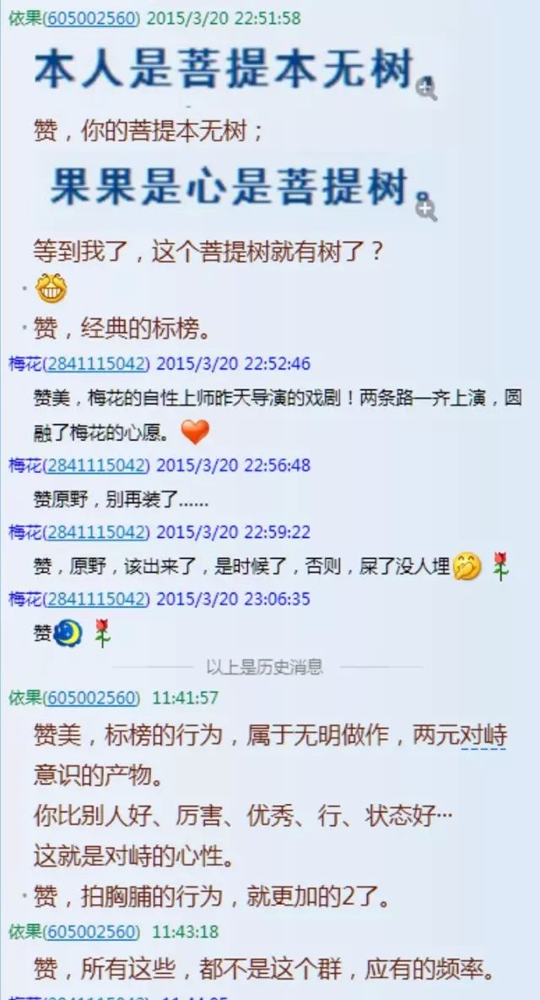 依果(605002560) 2015/3/20 22:51:58
本人是菩提本无树。
赞，你的菩提本无树；
果果是心是菩提树。
等到我了，这个菩提树就有树了？
赞，经典的标榜。
梅花(2841115042) 2015/3/20 22:52:46
赞美，梅花的自性上师昨天导演的戏剧！两条路一齐上演，圆
融了梅花的心愿。
梅花(2841115042) 2015/3/20 22:56:48
赞原野，别再装了......
梅花(2841115042) 2015/3/20 22:59:22
赞，原野，该出来了，是时候了，否则，屎了没人埋
梅花(2841115042) 2015/3/20 23:06:35
赞
以上是历史消息
依果(605002560) 11:41:57
赞美，标榜的行为，属于无明做作，两元对峙
意识的产物。
你比别人好、厉害、优秀、行、状态好…
这就是对峙的心性。
赞，拍胸脯的行为，就更加的2了。
依果(605002560) 11:43:18
赞，所有这些，都不是这个群，应有的频率。